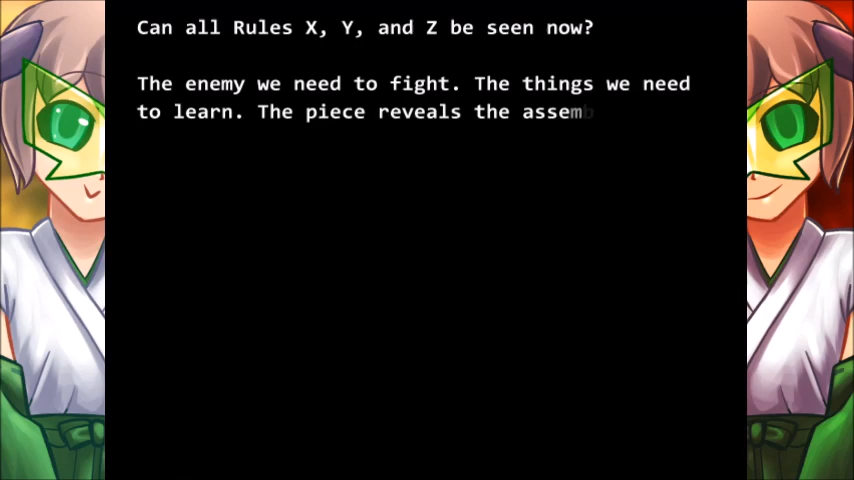 Can all Rules X, Y, and Z be seen now?
The enemy we need to fight. The things we need
to learn. The piece reveals the assemb